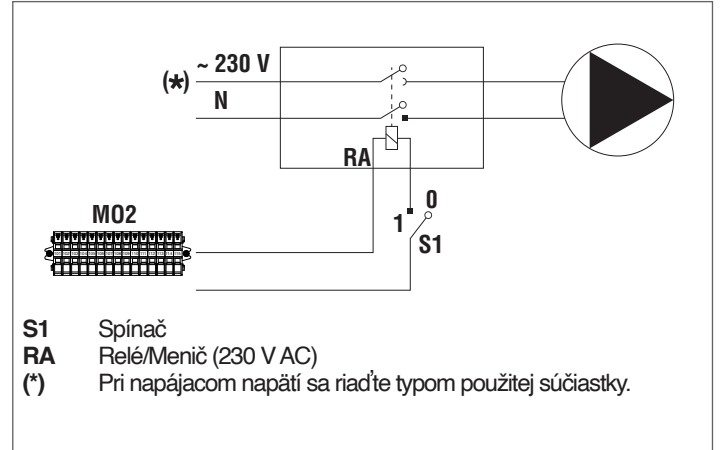 ~ 230 V
(*)
N
RA
MO2
0
1
S1
S1 Spínač
RA Relé/Menič (230 V AC)
(*) Pri napájacom napätí sa riaďte typom použitej súčiastky.